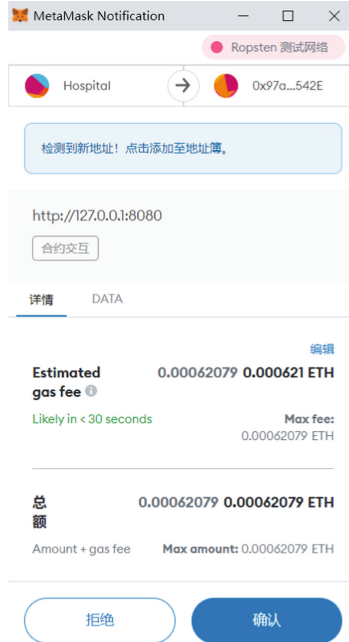 MetaMask Notification
Ropsten 测试网络
Hospital
0x97a...542E
检测到新地址！点击添加至地址簿。
http://127.0.0.1:8080
合约交互
详情 DATA
编辑
Estimated gas fee 0.00062079 0.000621 ETH
Likely in < 30 seconds Max fee:
0.00062079 ETH
总额 0.00062079 0.00062079 ETH
Amount + gas fee Max amount: 0.00062079 ETH
拒绝 确认